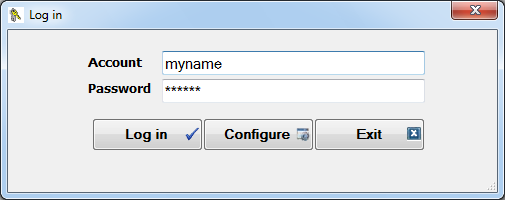 Log in
Account myname
Password ******
Log in Configure Exit